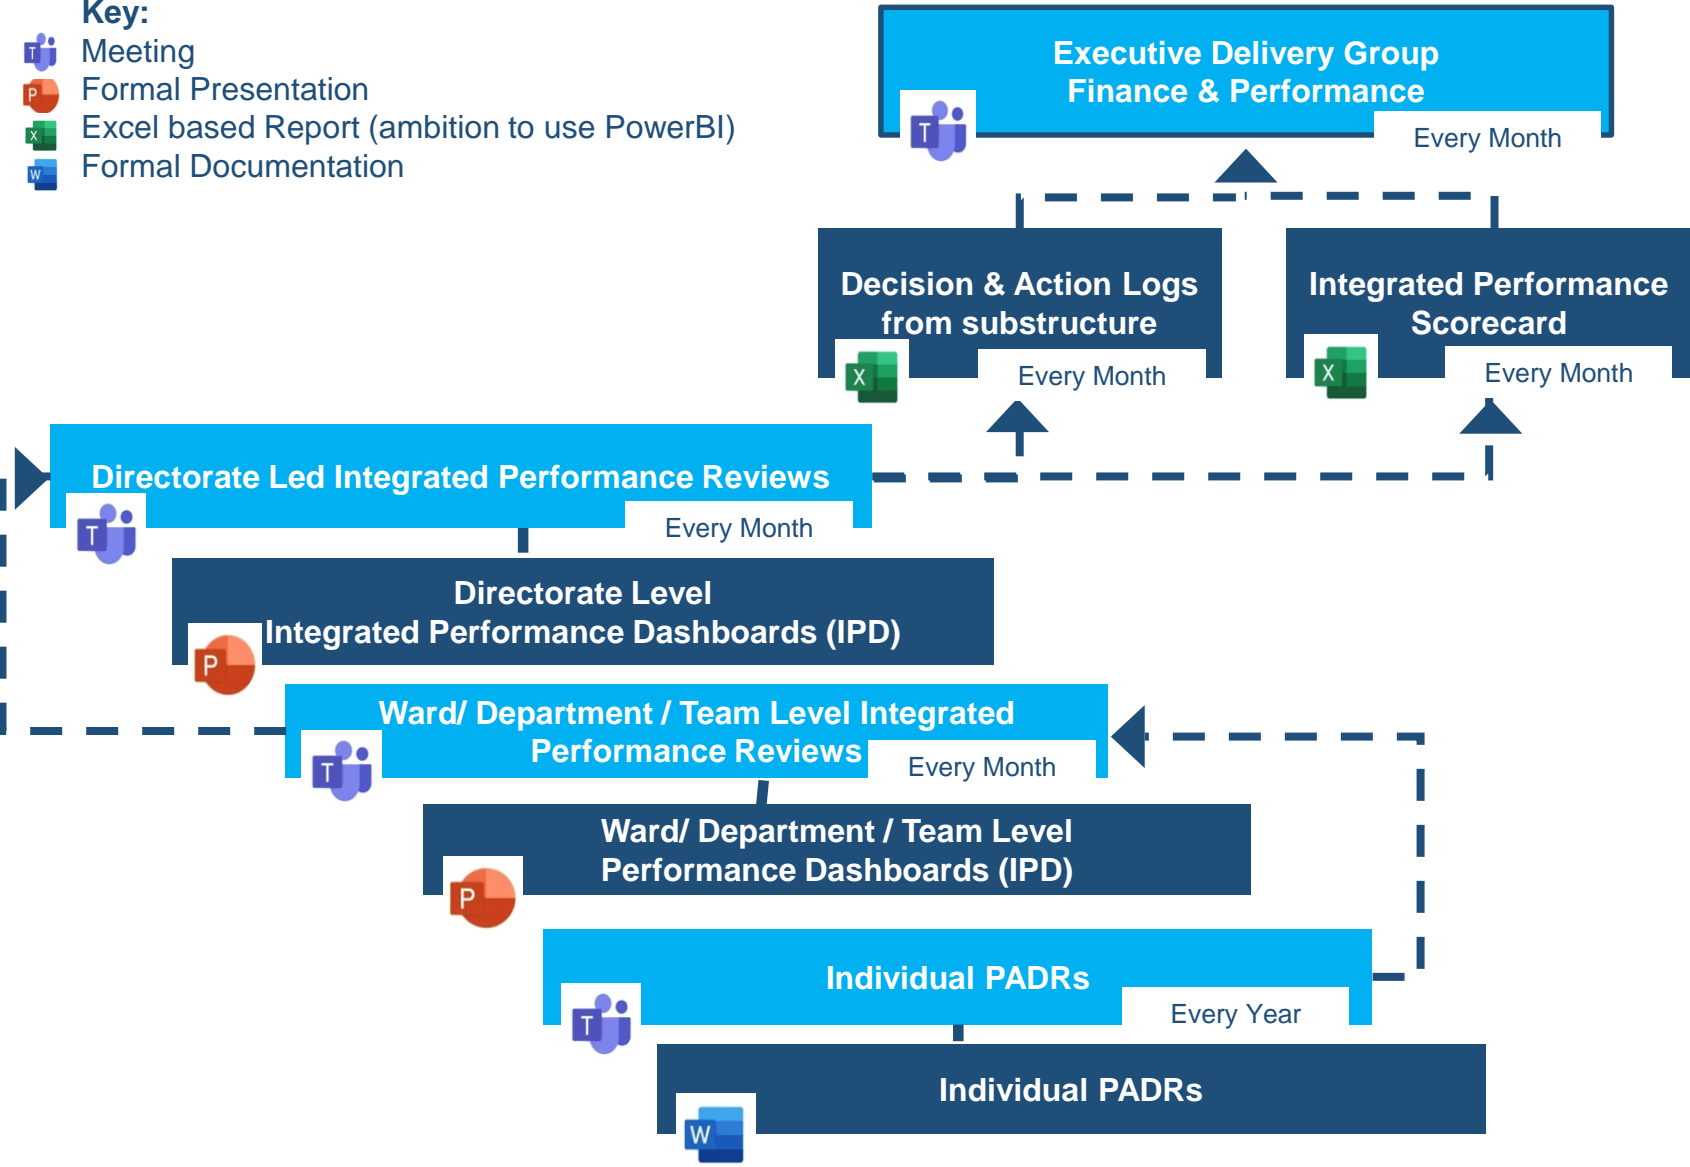 Key:
Meeting
Formal Presentation
Excel based Report (ambition to use PowerBI)
Formal Documentation
Executive Delivery Group
Finance & Performance
Every Month
T
Decision & Action Logs
from substructure
Every Month
X
Integrated Performance
Scorecard
Every Month
X
Directorate Led Integrated Performance Reviews
Every Month
T
Directorate Level
Integrated Performance Dashboards (IPD)
P
Ward/ Department / Team Level Integrated
Performance Reviews
Every Month
T
Ward/ Department / Team Level
Performance Dashboards (IPD)
P
Individual PADRs
Every Year
T
Individual PADRs
W